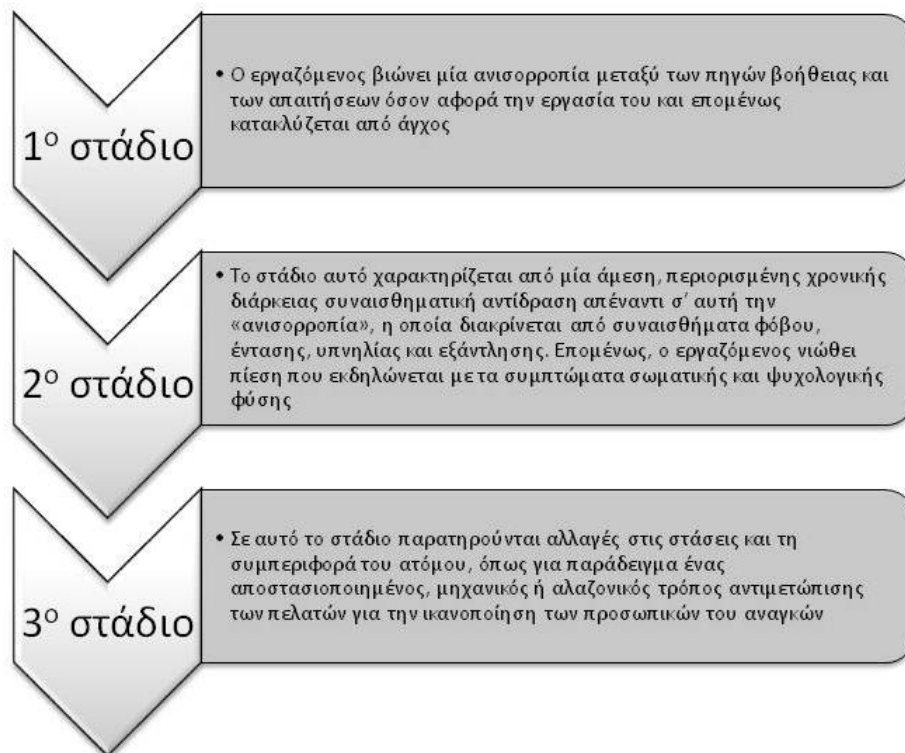 1ο στάδιο
• Ο εργαζόμενος βιώνει μία ανισορροπία μεταξύ των πηγών βοήθειας και
των απαιτήσεων όσον αφορά την εργασία του και επομένως
κατακλύζεται από άγχος
2ο στάδιο
• Το στάδιο αυτό χαρακτηρίζεται από μία άμεση, περιορισμένης χρονικής
διάρκειας συναισθηματική αντίδραση απέναντι σ’ αυτή την
«ανισορροπία», η οποία διακρίνεται από συναισθήματα φόβου,
έντασης, υπνηλίας και εξάντλησης. Επομένως, ο εργαζόμενος νιώθει
πίεση που εκδηλώνεται με τα συμπτώματα σωματικής και ψυχολογικής
φύσης
3ο στάδιο
• Σε αυτό το στάδιο παρατηρούνται αλλαγές στις στάσεις και τη
συμπεριφορά του ατόμου, όπως για παράδειγμα ένας
αποστασιοποιημένος, μηχανικός ή αλαζονικός τρόπος αντιμετώπισης
των πελατών για την ικανοποίηση των προσωπικών του αναγκών